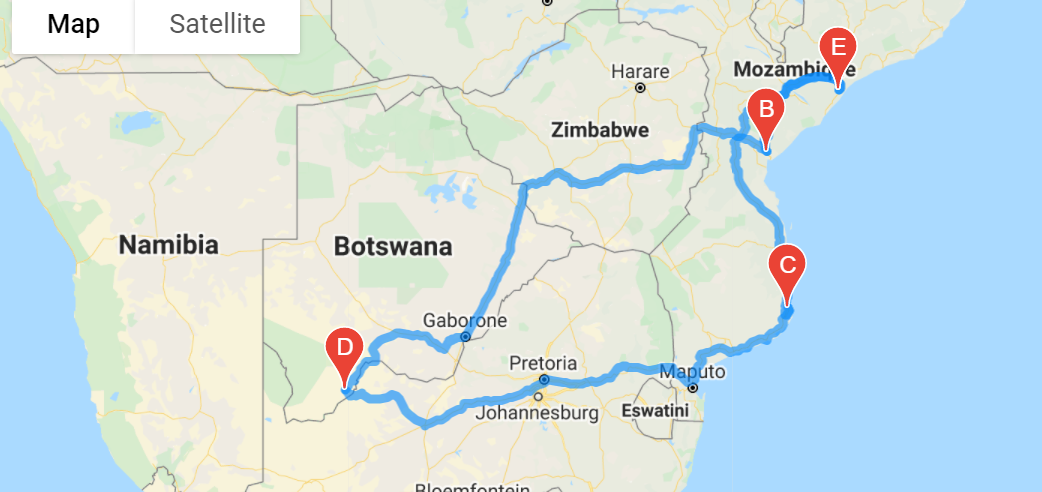 Map Satellite
E
Mozambique
Harare
B
Zimbabwe
Namibia
Botswana
C
Gaborone
D
Pretoria
Maputo
Johannesburg
Eswatini
Bloemfontein